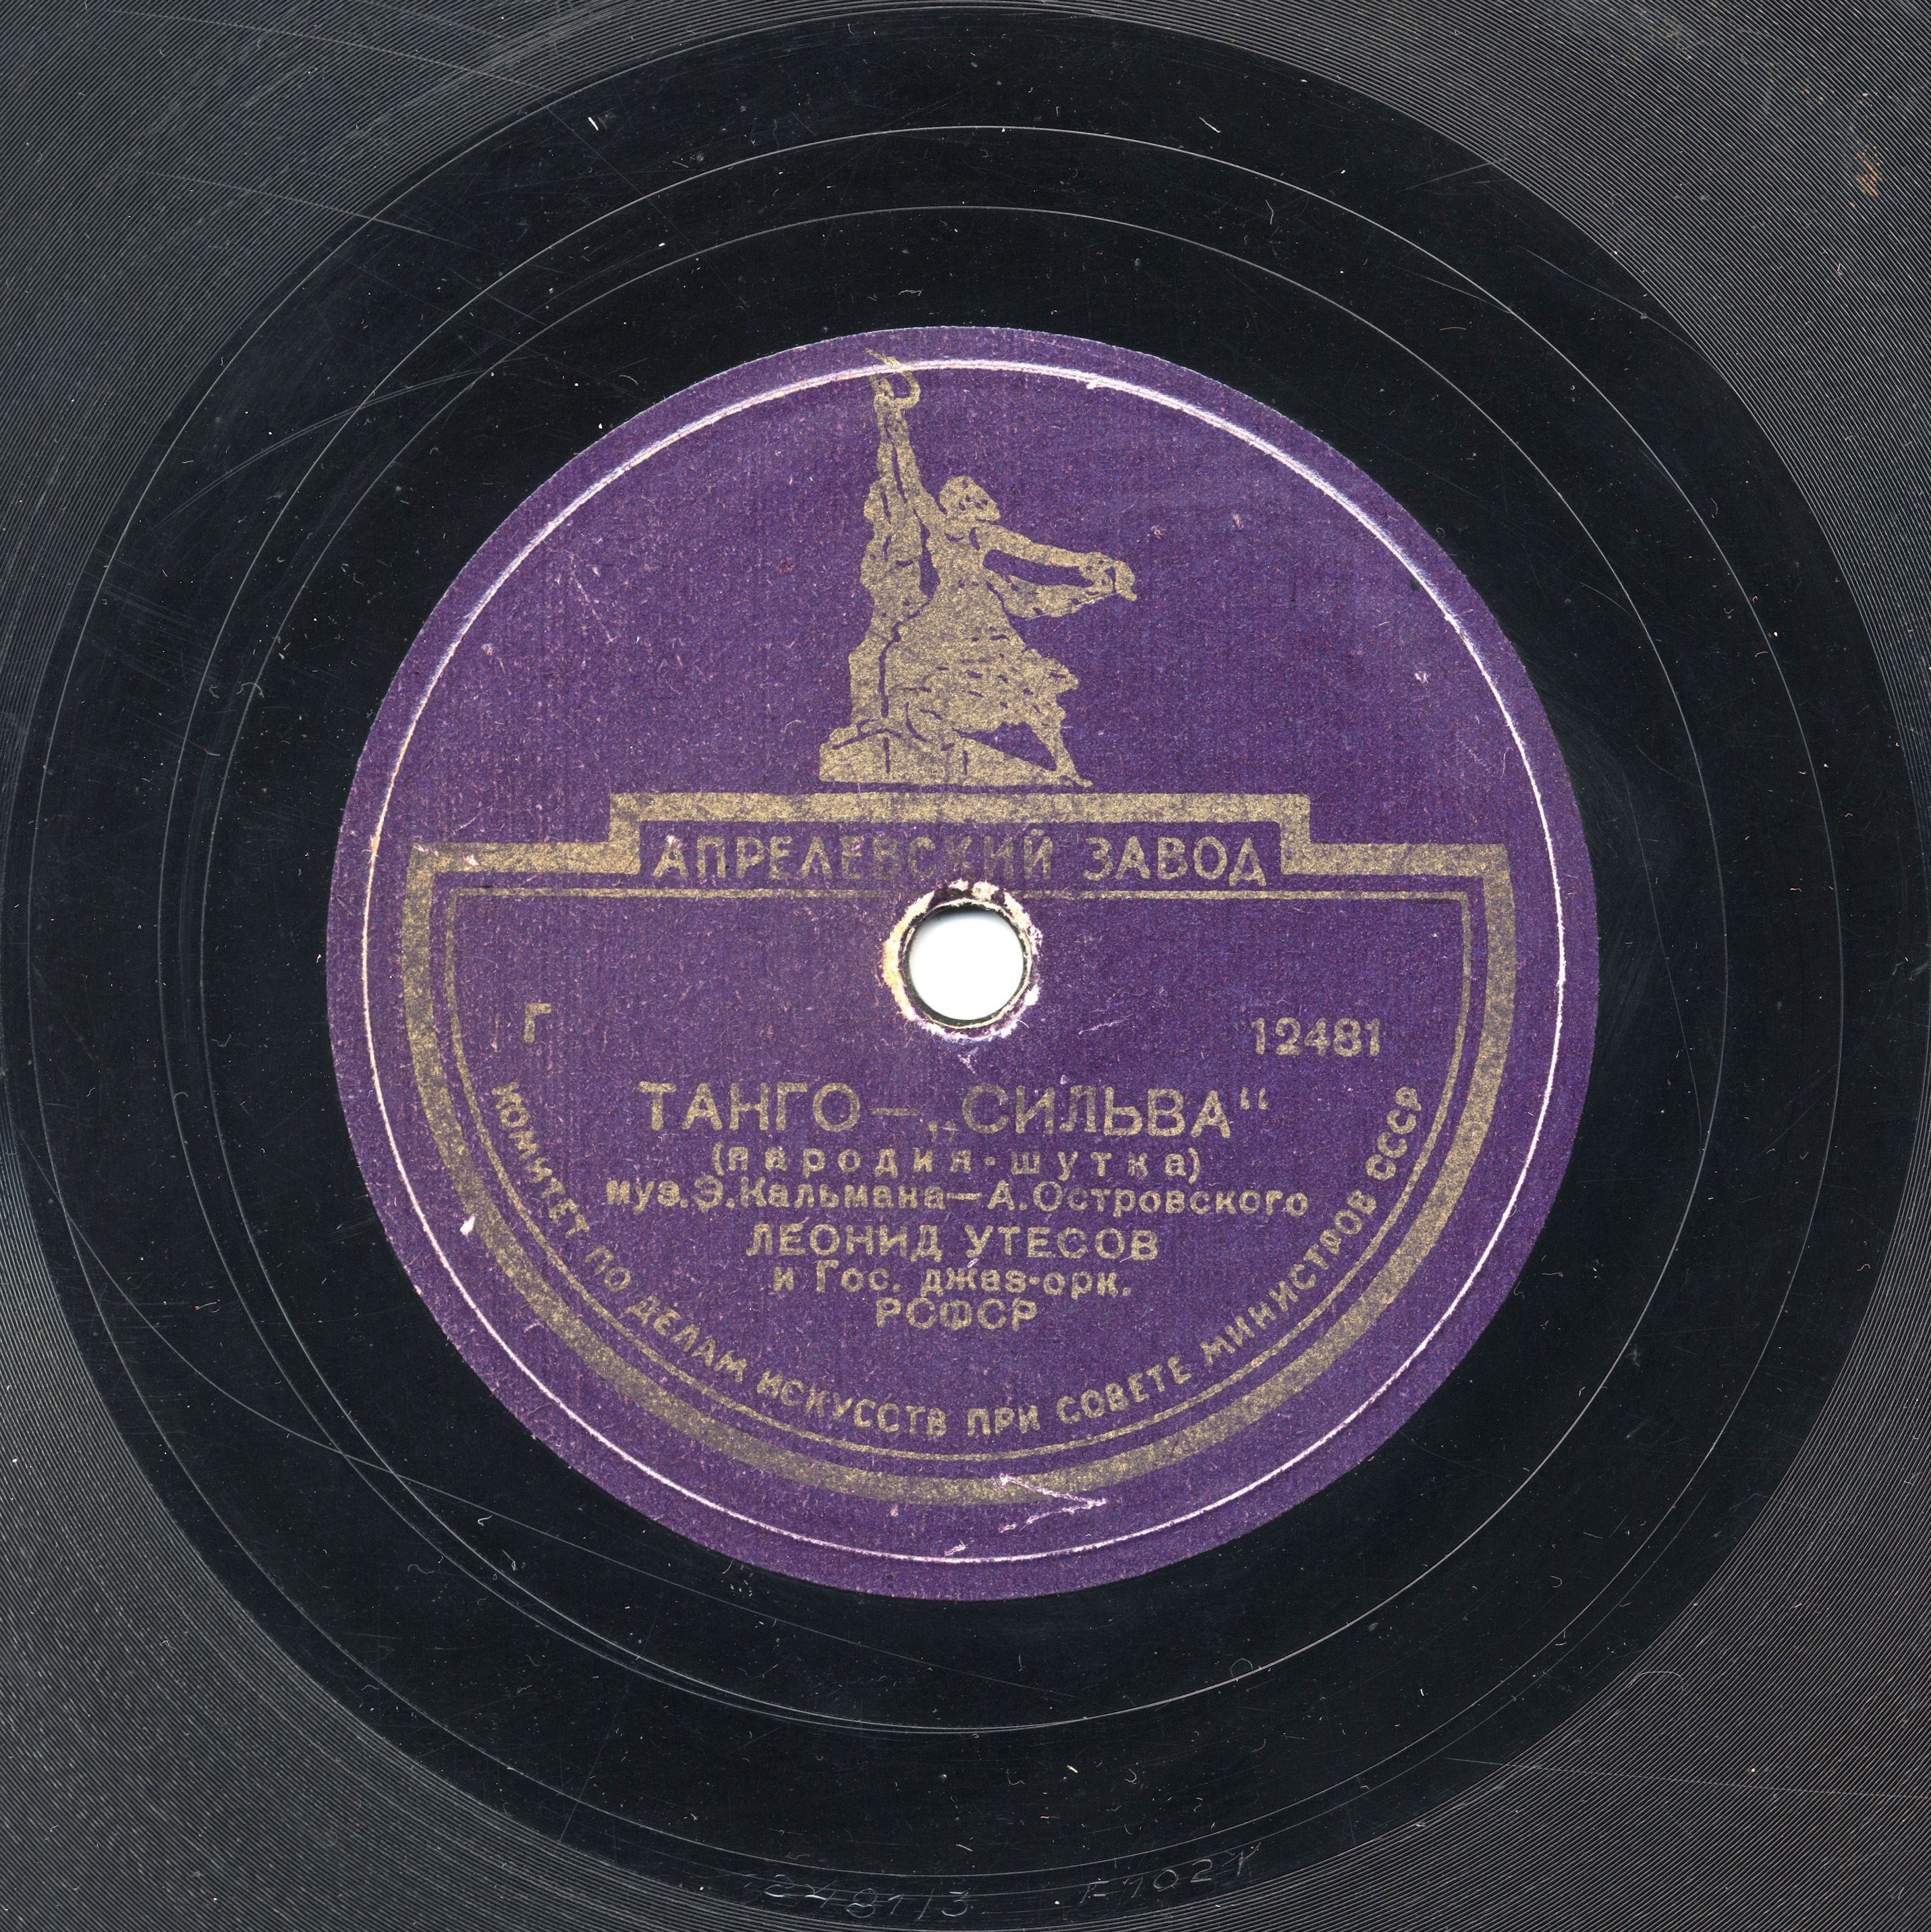 АПРЕЛЕВСКИЙ ЗАВОД
Г 12481
ТАНГО — „СИЛЬВА“
(пародия-шутка)
муз. Э. Кальмана — А. Островского
ЛЕОНИД УТЕСОВ
и Гос. джаз-орк.
РСФСР
КОМИТЕТ ПО ДЕЛАМ ИСКУССТВ ПРИ СОВЕТЕ МИНИСТРОВ СССР